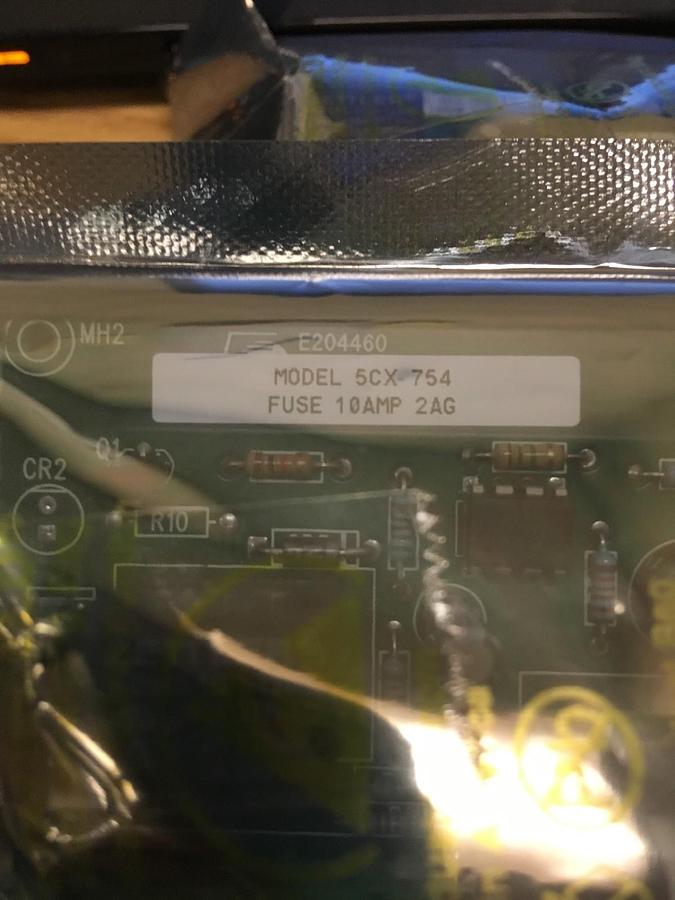 MH2
E204460
MODEL 5CX-754
FUSE 10AMP 2AG
Q1
CR2
R10